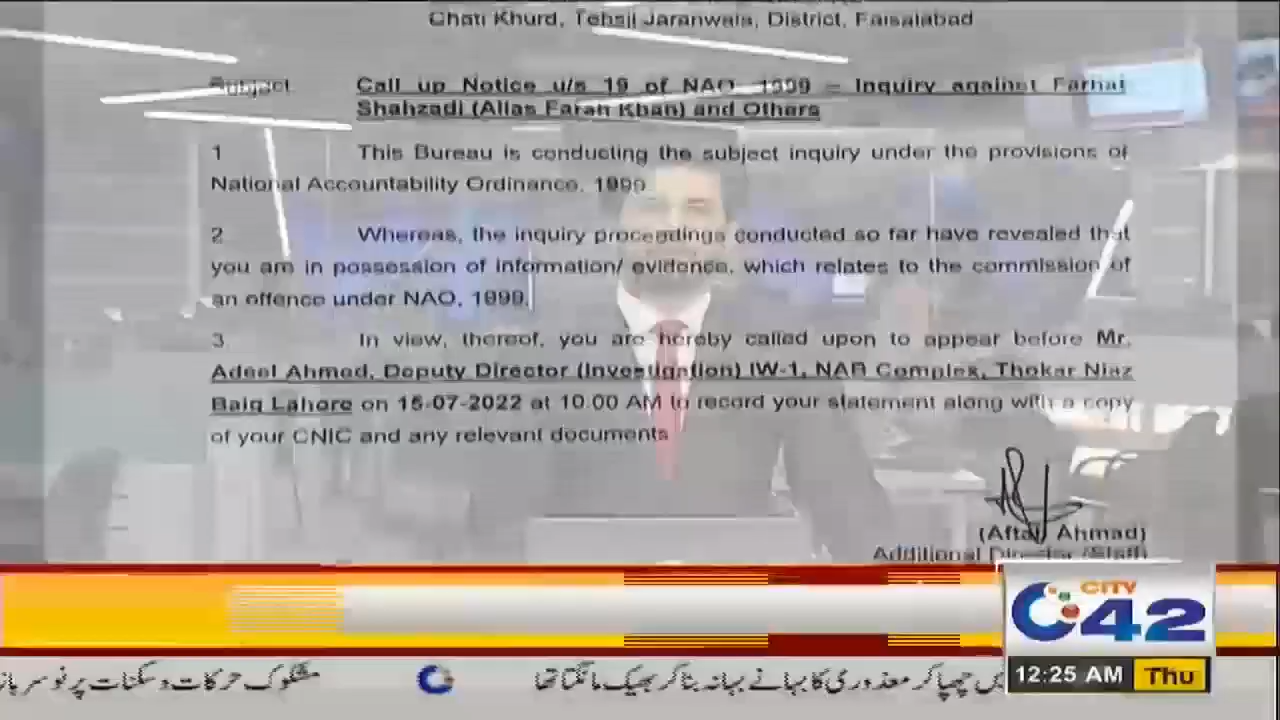 Chati Khurd, Tehsil Jaranwala, District, Faisalabad
Subject Call up Notice u/s 19 of NAO 1999 – Inquiry against Farhat
Shahzadi (Alias Farah Khan) and Others
1 This Bureau is conducting the subject inquiry under the provisions of
National Accountability Ordinance, 1999
2 Whereas, the inquiry proceedings conducted so far have revealed that
you am in possession of information/ evidence, which relates to the commission of
an offence under NAO, 1999.
3 In view, thereof, you are hereby called upon to appear before Mr.
Adeel Ahmed, Deputy Director (Investigation) IW-1, NAB Complex, Thokar Niaz
Baig Lahore on 15-07-2022 at 10.00 AM to record your statement along with a copy
of your CNIC and any relevant documents
(Aftab Ahmad)
Additional Director (Staff)
CITY
42
12:25 AM Thu
چھپا کر معذوری کا بہانے بہانہ بنا کر بھیک مانگتا تھا
مشکوک حرکات و سکنات پر نوسر